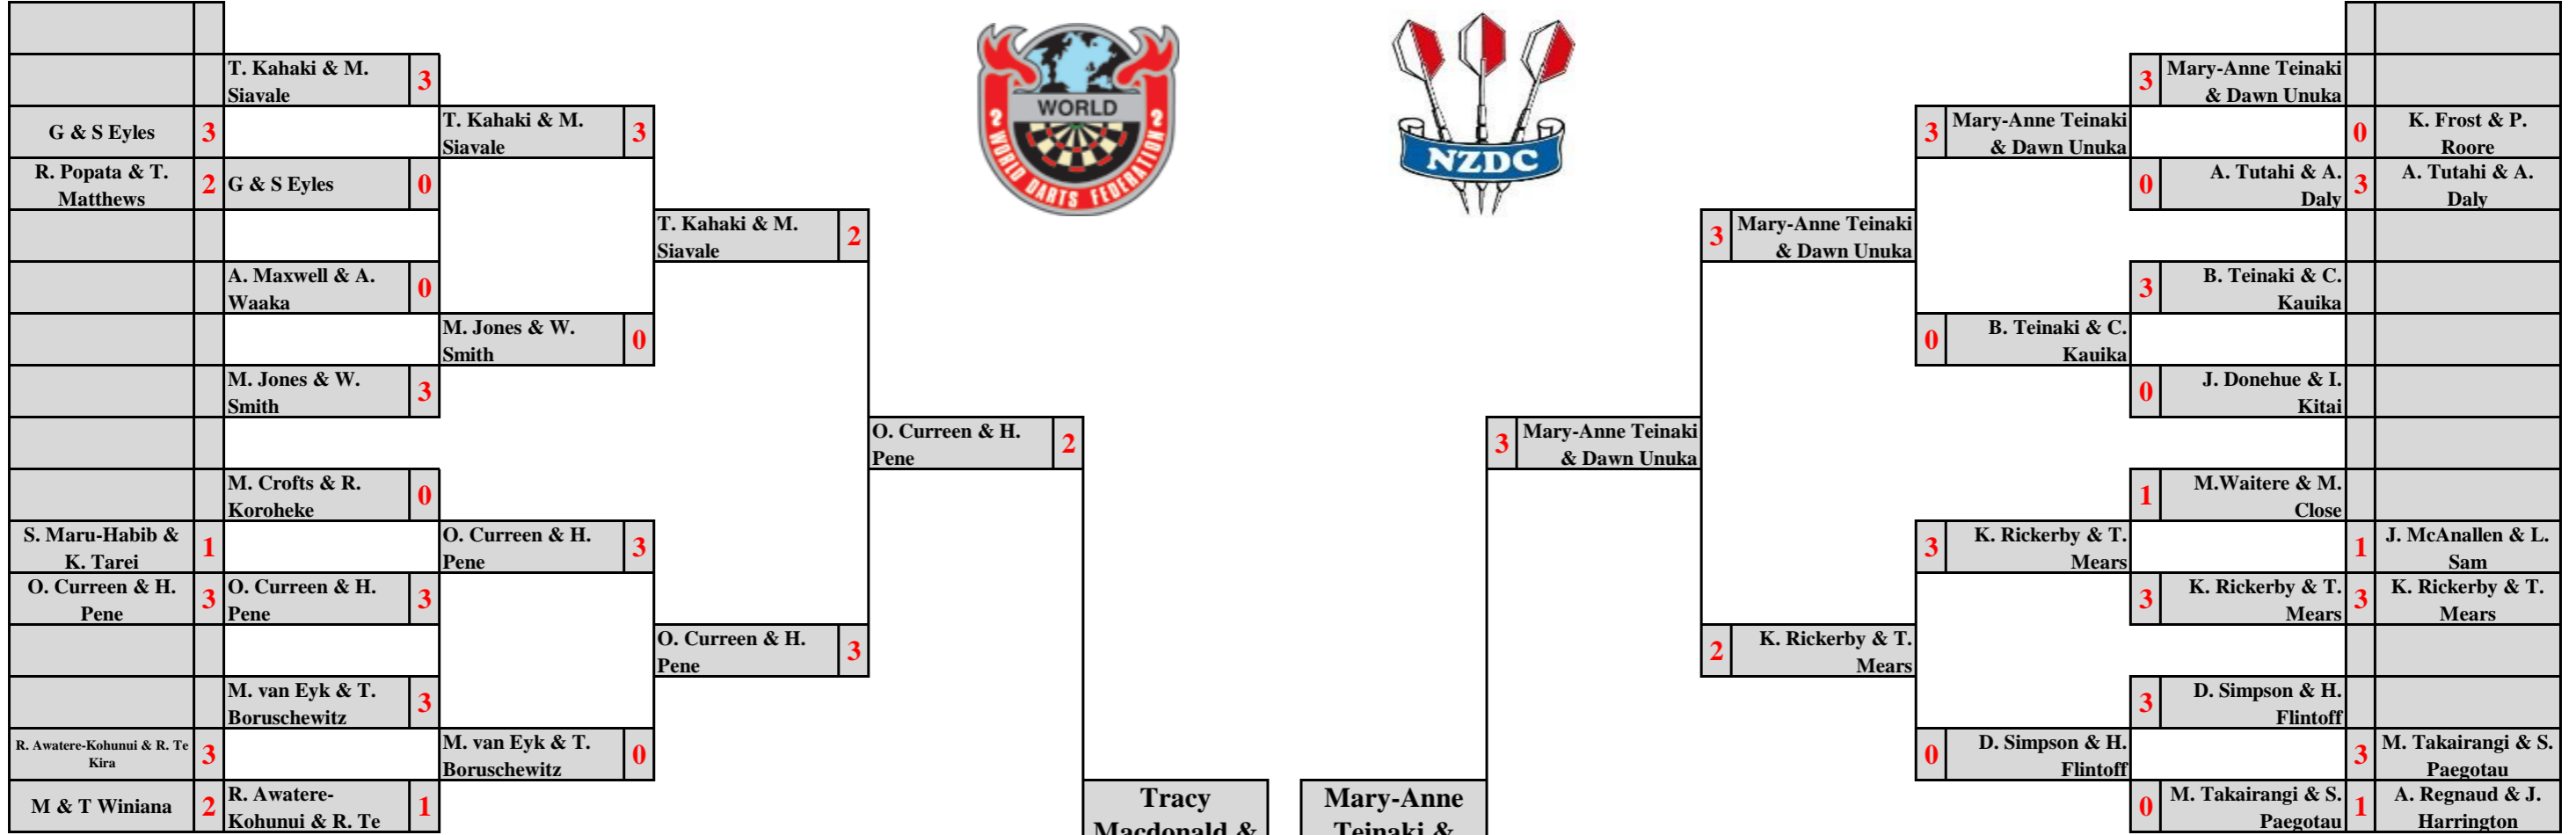 T. Kahaki & M.
Siavale
3
G & S Eyles
3
T. Kahaki & M.
Siavale
3
R. Popata & T.
Matthews
2
G & S Eyles
0
T. Kahaki & M.
Siavale
2
A. Maxwell & A.
Waaka
0
M. Jones & W.
Smith
0
M. Jones & W.
Smith
3
O. Curreen & H.
Pene
2
M. Crofts & R.
Koroheke
0
S. Maru-Habib &
K. Tarei
1
O. Curreen & H.
Pene
3
O. Curreen & H.
Pene
3
O. Curreen & H.
Pene
3
O. Curreen & H.
Pene
3
M. van Eyk & T.
Boruschewitz
3
R. Awatere-Kohunui & R. Te
Kira
3
M. van Eyk & T.
Boruschewitz
0
M & T Winiana
2
R. Awatere-
Kohunui & R. Te
1
Tracy
Macdonald &
WORLD
2 WORLD DARTS FEDERATION 2
NZDC
3
Mary-Anne Teinaki
& Dawn Unuka
3
Mary-Anne Teinaki
& Dawn Unuka
0
K. Frost & P.
Roore
0
A. Tutahi & A.
Daly
3
A. Tutahi & A.
Daly
3
Mary-Anne Teinaki
& Dawn Unuka
3
B. Teinaki & C.
Kauika
0
B. Teinaki & C.
Kauika
0
J. Donehue & I.
Kitai
3
Mary-Anne Teinaki
& Dawn Unuka
1
M.Waitere & M.
Close
3
K. Rickerby & T.
Mears
1
J. McAnallen & L.
Sam
3
K. Rickerby & T.
Mears
3
K. Rickerby & T.
Mears
2
K. Rickerby & T.
Mears
3
D. Simpson & H.
Flintoff
0
D. Simpson & H.
Flintoff
3
M. Takairangi & S.
Paegotau
0
M. Takairangi & S.
Paegotau
1
A. Regnaud & J.
Harrington
Mary-Anne
Teinaki &